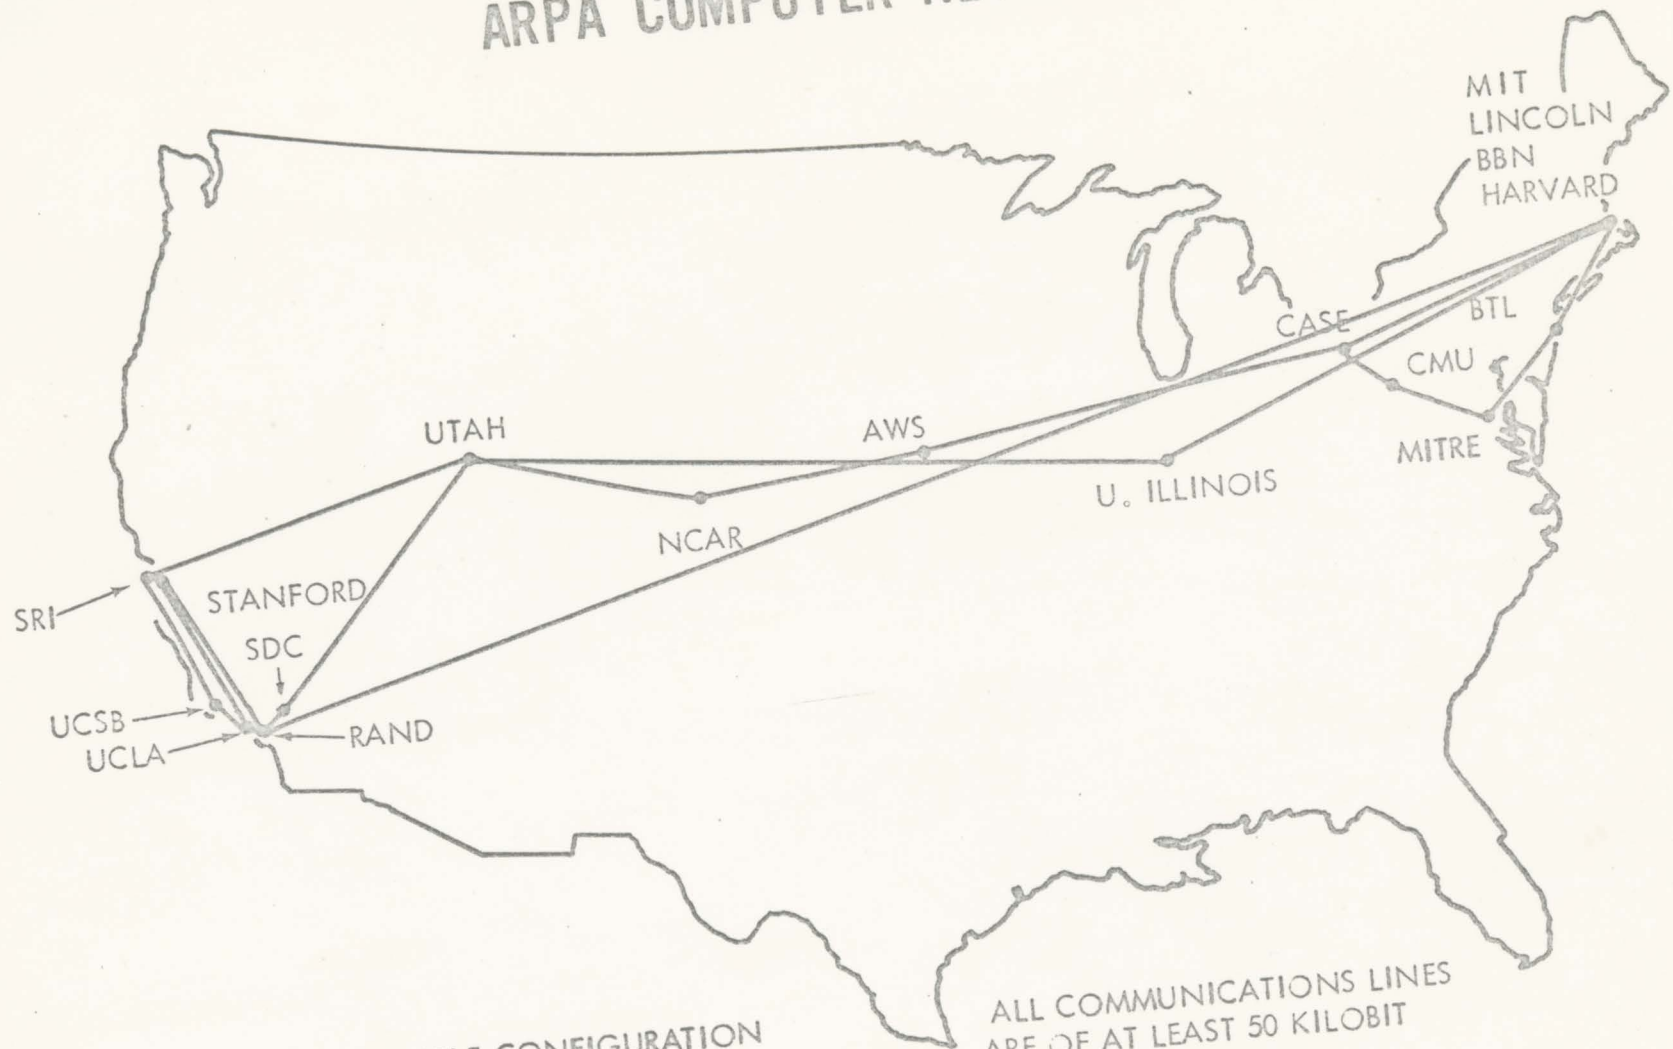 ARPA COMPUTER
MIT
LINCOLN
BBN
HARVARD
CASE
BTL
CMU
UTAH
AWS
MITRE
U. ILLINOIS
NCAR
STANFORD
SRI
SDC
UCSB
RAND
UCLA
ALL COMMUNICATIONS LINES
ARE OF AT LEAST 50 KILOBIT
CONFIGURATION